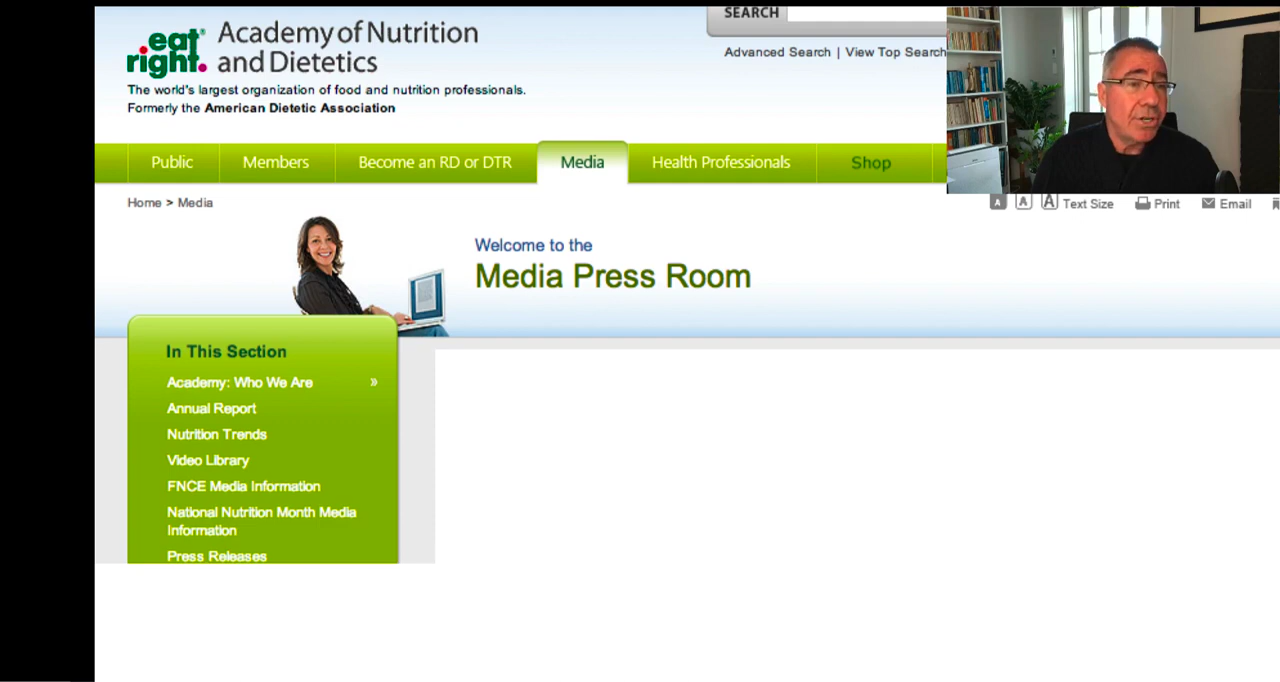 SEARCH
eat right.
Academy of Nutrition
and Dietetics
The world's largest organization of food and nutrition professionals.
Formerly the American Dietetic Association
Advanced Search | View Top Search
Public
Members
Become an RD or DTR
Media
Health Professionals
Shop
Home > Media
A A A Text Size
Print
Email
Welcome to the
Media Press Room
In This Section
Academy: Who We Are »
Annual Report
Nutrition Trends
Video Library
FNCE Media Information
National Nutrition Month Media
Information
Press Releases